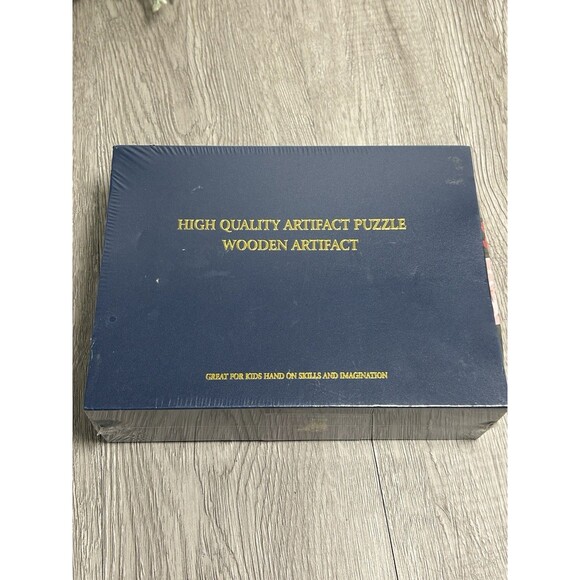 HIGH QUALITY ARTIFACT PUZZLE
WOODEN ARTIFACT
GREAT FOR KIDS HAND ON SKILLS AND IMAGINATION